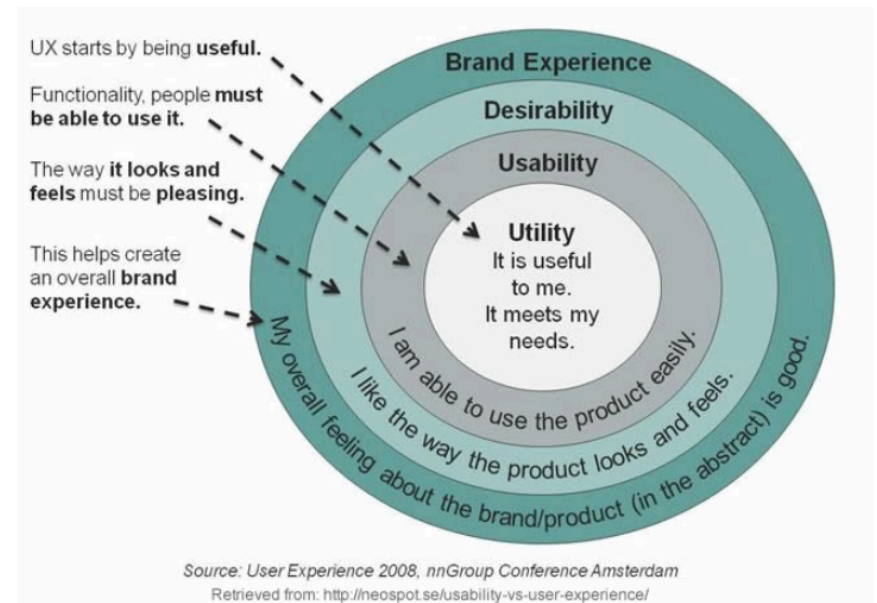 UX starts by being useful.
Functionality, people must
be able to use it.
The way it looks and
feels must be pleasing.
This helps create
an overall brand
experience.
Brand Experience
Desirability
Usability
Utility
It is useful
to me.
It meets my
needs.
I am able to use the product easily.
I like the way the product looks and feels.
My overall feeling about the brand/product (in the abstract) is good.
Source: User Experience 2008, nnGroup Conference Amsterdam
Retrieved from: http://neospot.se/usability-vs-user-experience/